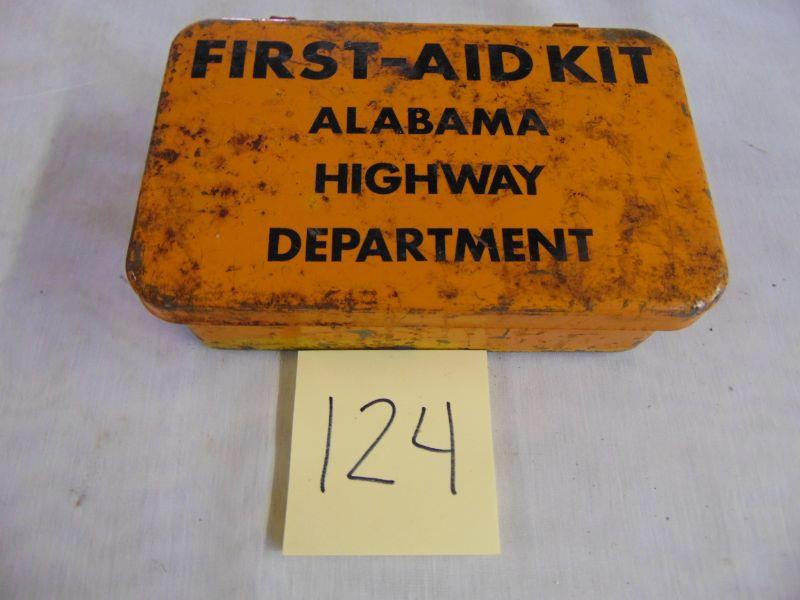 FIRST-AID KIT
ALABAMA
HIGHWAY
DEPARTMENT
124